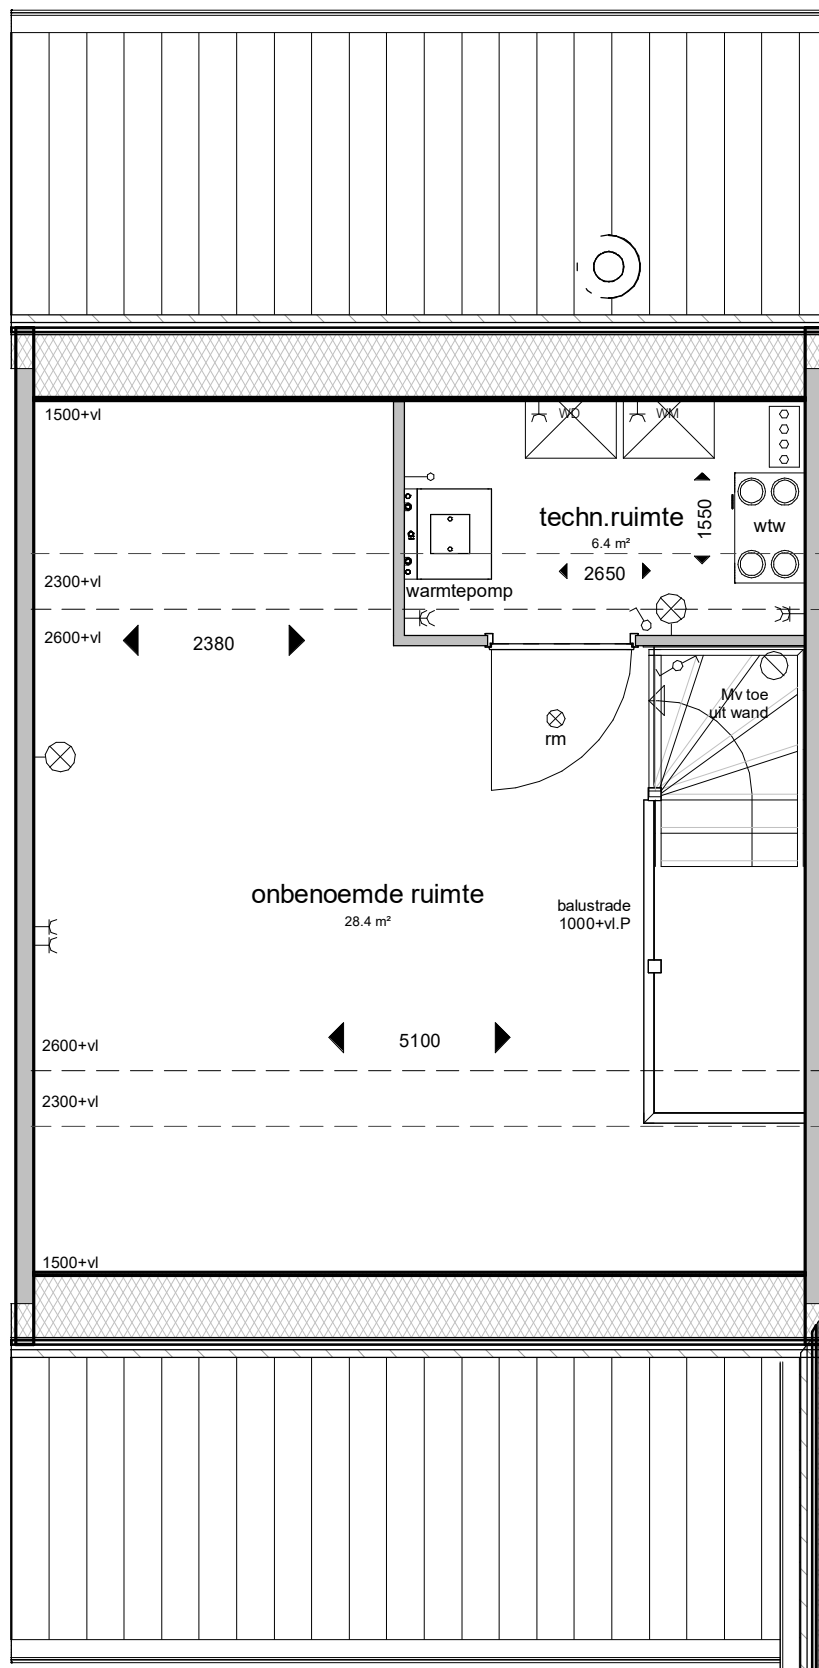 1500+vl
WD
WM
techn.ruimte
6.4 m²
1550
wtw
2650
2300+vl
warmtepomp
2600+vl
2380
Mv toe
uit wand
rm
onbenoemde ruimte
28.4 m²
balustrade
1000+vl.P
5100
2600+vl
2300+vl
1500+vl